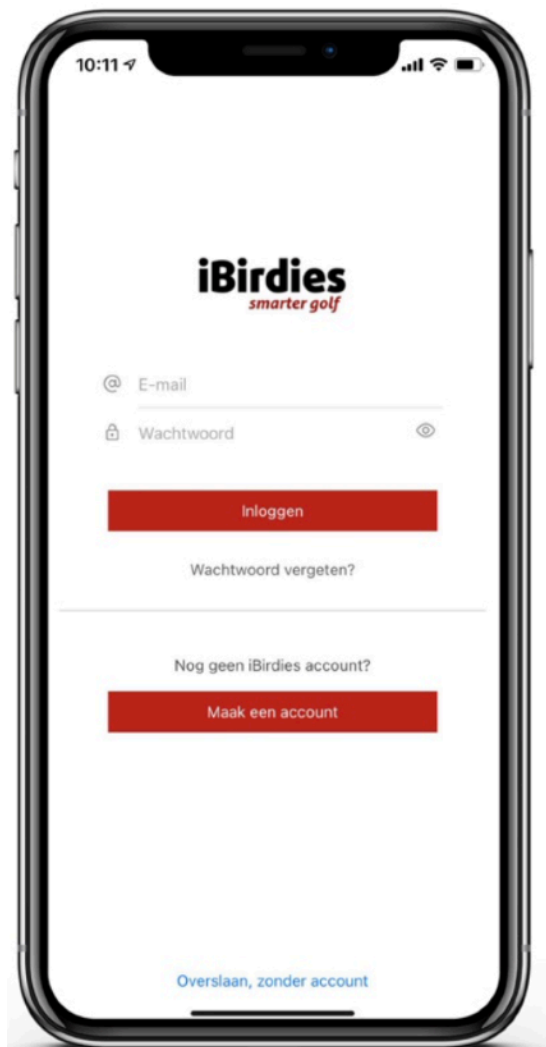 10:11
iBirdies
smarter golf
@ E-mail
Wachtwoord
Inloggen
Wachtwoord vergeten?
Nog geen iBirdies account?
Maak een account
Overslaan, zonder account